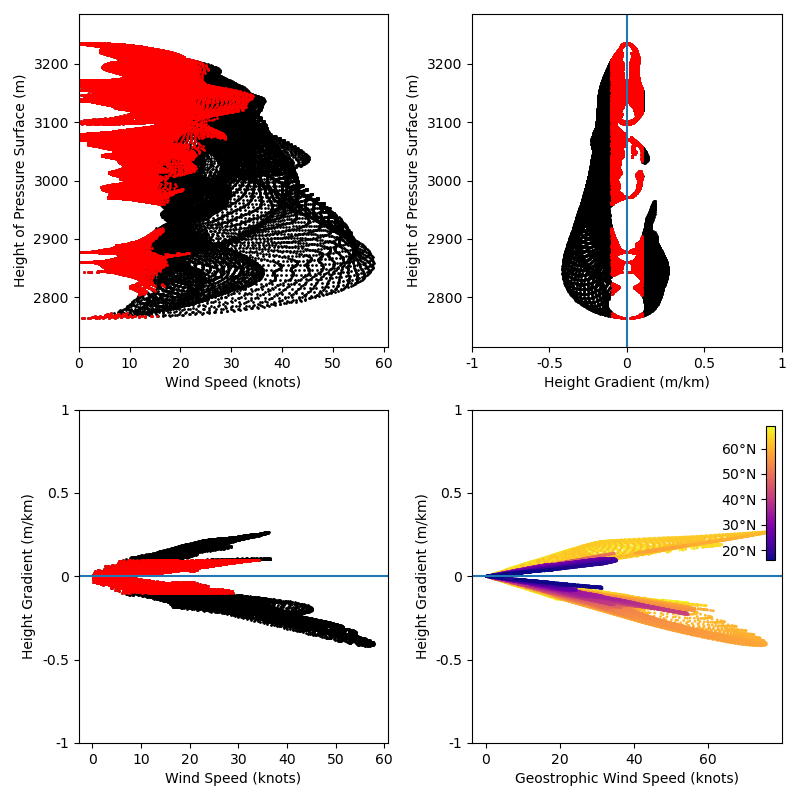 3200
3100
3000
2900
2800
Height of Pressure Surface (m)
0 10 20 30 40 50 60
Wind Speed (knots)
3200
3100
3000
2900
2800
Height of Pressure Surface (m)
-1 -0.5 0 0.5 1
Height Gradient (m/km)
1
0.5
0
-0.5
-1
Height Gradient (m/km)
0 10 20 30 40 50 60
Wind Speed (knots)
1
0.5
0
-0.5
-1
Height Gradient (m/km)
60°N
50°N
40°N
30°N
20°N
0 20 40 60
Geostrophic Wind Speed (knots)